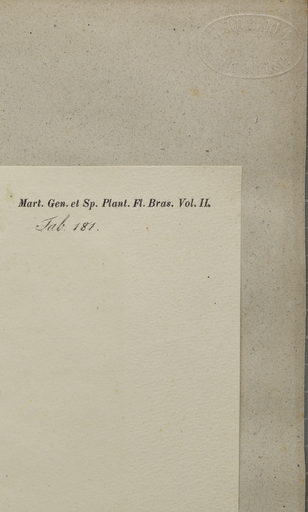 Mart. Gen. et Sp. Plant. Fl. Bras. Vol. II.
Tab. 181.